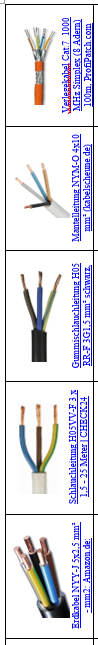 Verlegekabel Cat 7 1000
MHz Simplex (8 Adern)
100m, ProfiPatch.com
Mantelleitung NYM-O 4x10
mm² (kabelscheune.de)
Gummischlauchleitung H05
RR-F 3G1,5 mm² schwarz
Schlauchleitung H05VV-F 3 x
1,5 - 25 Meter | CHECK24
Erdkabel NYY-J 5x2,5 mm²
- mm2: Amazon.de: